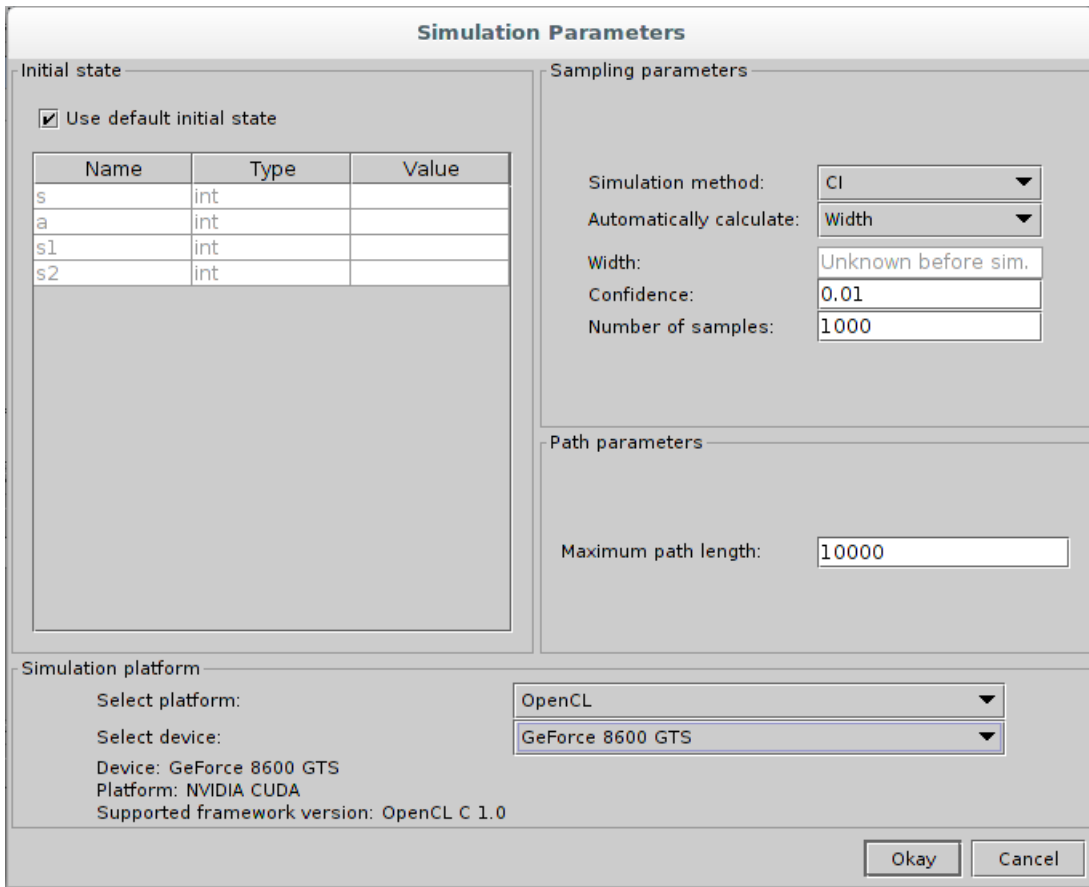 Simulation Parameters
Initial state
Use default initial state
Name Type Value
s int
a int
s1 int
s2 int
Sampling parameters
Simulation method: CI
Automatically calculate: Width
Width: Unknown before sim.
Confidence: 0.01
Number of samples: 1000
Path parameters
Maximum path length: 10000
Simulation platform
Select platform: OpenCL
Select device: GeForce 8600 GTS
Device: GeForce 8600 GTS
Platform: NVIDIA CUDA
Supported framework version: OpenCL C 1.0
Okay Cancel